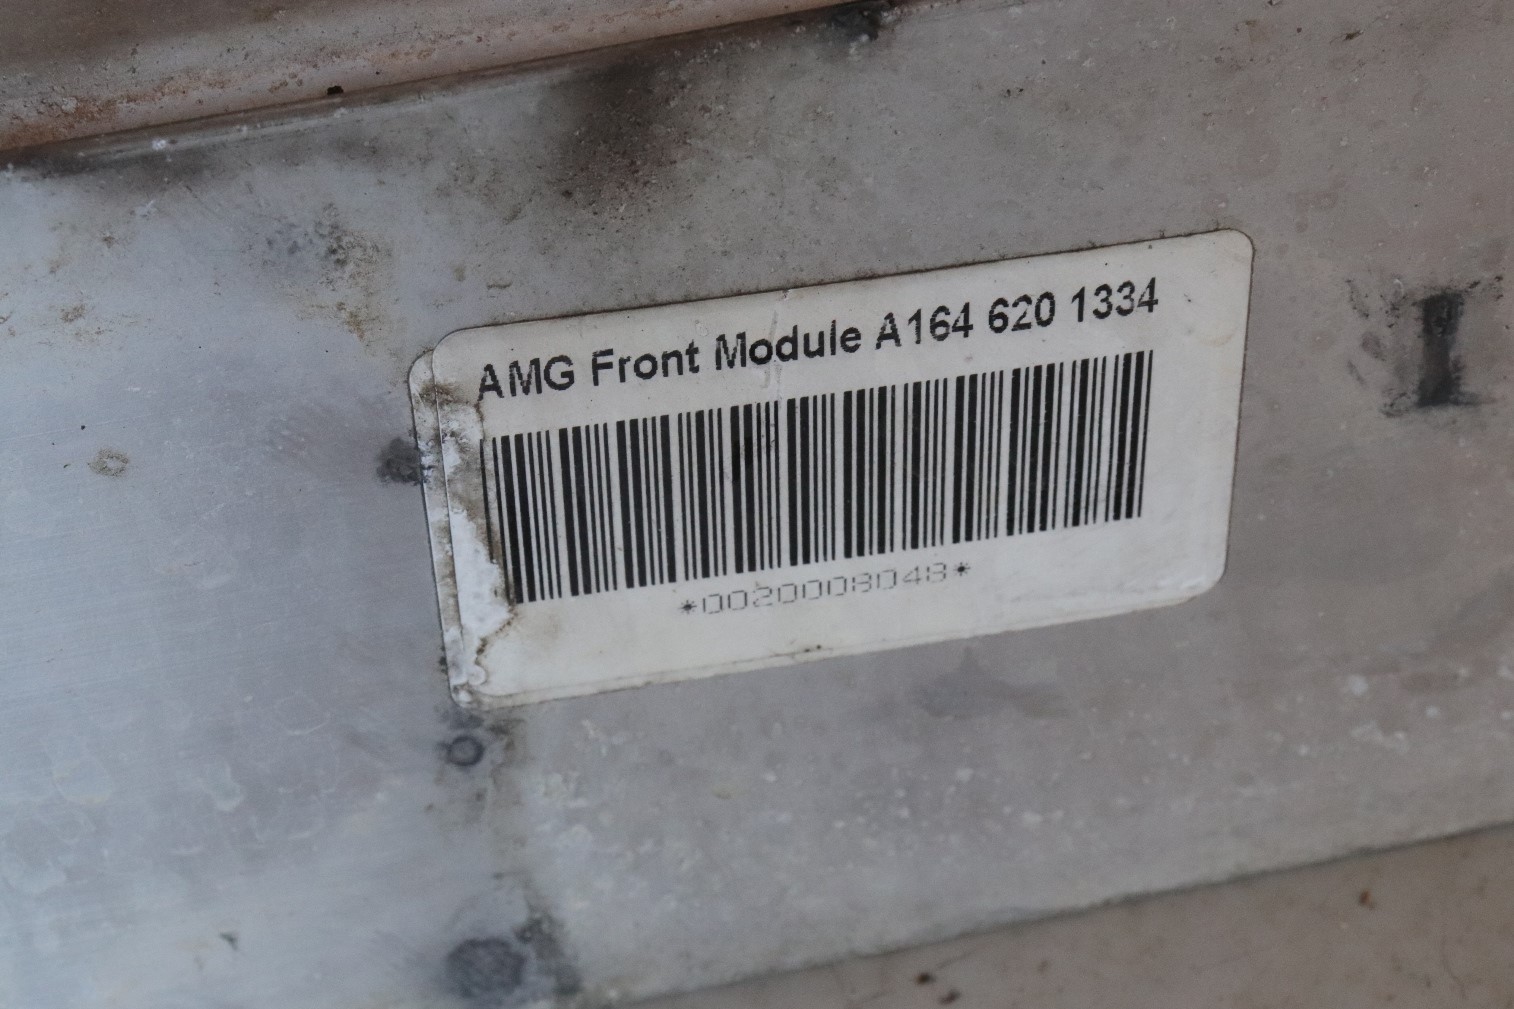 AMG Front Module A164 620 1334
*0020008048*
I